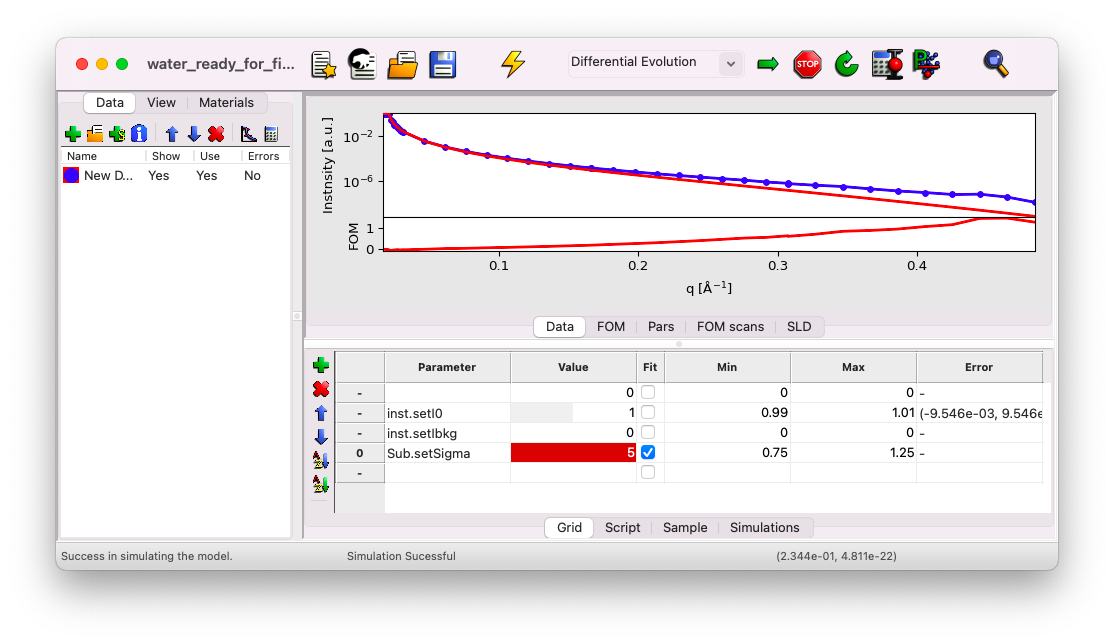 water_ready_for_fi...
Differential Evolution
STOP
Data View Materials
Name Show Use Errors
New D... Yes Yes No
Instnsity [a.u.]
10⁻²
10⁻⁶
FOM
1
0
0.1 0.2 0.3 0.4
q [Å⁻¹]
Data FOM Pars FOM scans SLD
Parameter Value Fit Min Max Error
- 0 0 0 -
- inst.setI0 1 0.99 1.01 (-9.546e-03, 9.546e
- inst.setIbkg 0 0 0 -
0 Sub.setSigma 5 0.75 1.25 -
-
Grid Script Sample Simulations
Success in simulating the model. Simulation Sucessful (2.344e-01, 4.811e-22)